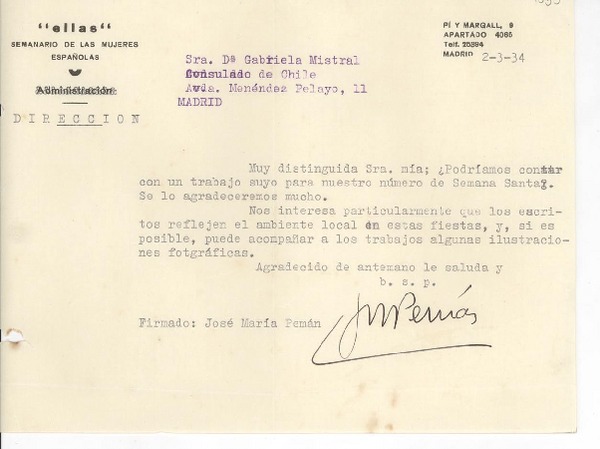 "ellas"
SEMANARIO DE LAS MUJERES
ESPAÑOLAS
Administración
DIRECCION
PÍ Y MARGALL, 9
APARTADO 4065
Telf. 25394
MADRID 2-3-34
Sra. Dª Gabriela Mistral
Consulado de Chile
Avda. Menéndez Pelayo, 11
MADRID
Muy distinguida Sra. mía; ¿Podríamos contar
con un trabajo suyo para nuestro número de Semana Santa?.
Se lo agradeceremos mucho.
Nos interesa particularmente que los escri-
tos reflejen el ambiente local en estas fiestas, y, si es
posible, puede acompañar a los trabajos algunas ilustracio-
nes fotgráficas.
Agradecido de antemano le saluda y
b. s. p.
Firmado: José María Pemán
JMPemán